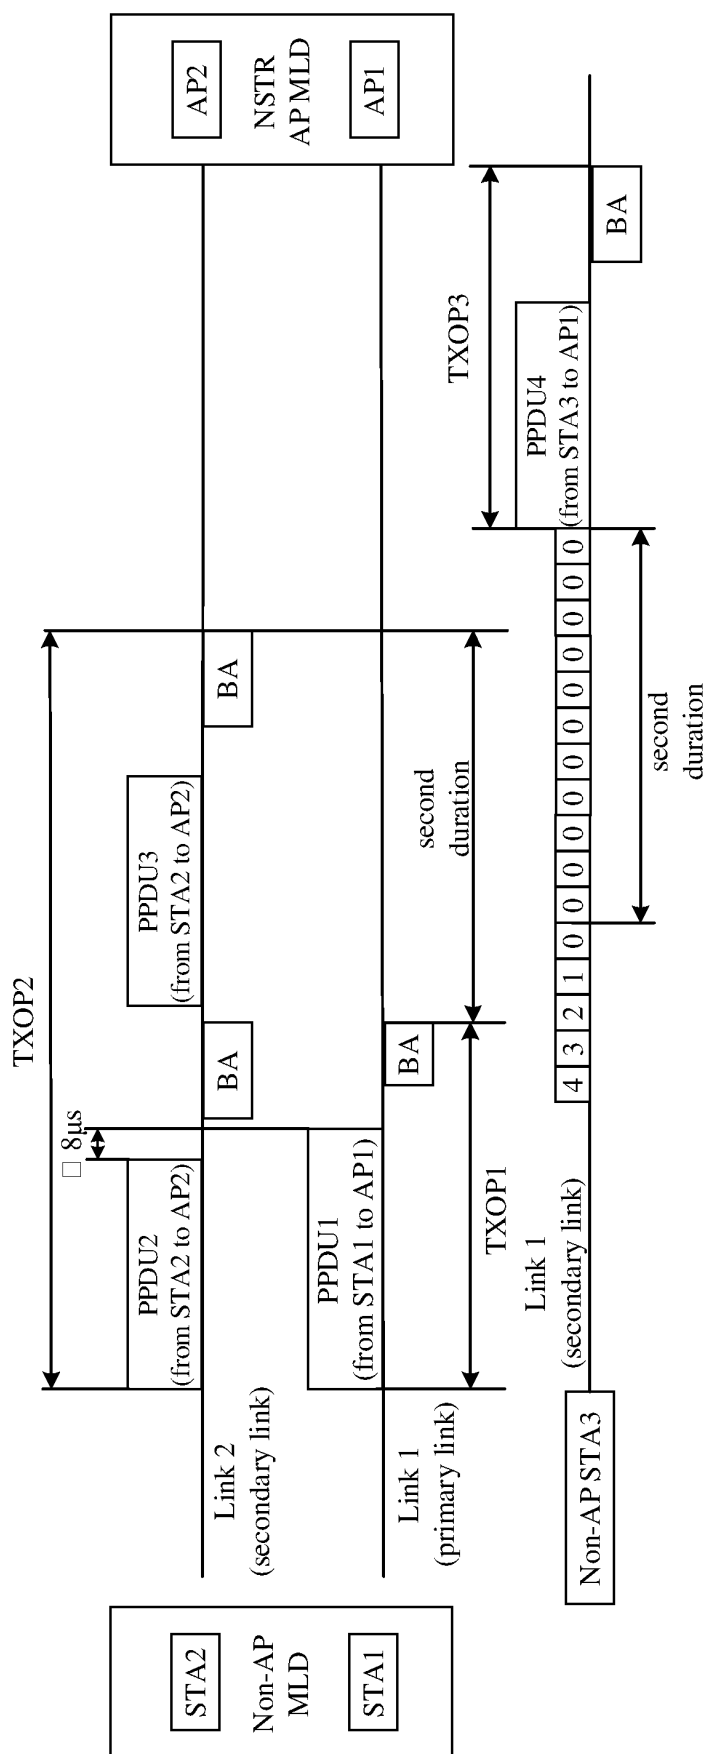 TXOP2
□ 8μs
PPDU2
(from STA2 to AP2)
PPDU3
(from STA2 to AP2)
STA2
BA
BA
AP2
Link 2
(secondary link)
Non-AP
MLD
NSTR
AP MLD
PPDU1
(from STA1 to AP1)
STA1
AP1
Link 1
(primary link)
BA
second
duration
TXOP1
TXOP3
Link 1
(secondary link)
PPDU4
(from STA3 to AP1)
4 3 2 1 0 0 0 0 0 0 0 0 0 0 0 0
Non-AP STA3
BA
second
duration